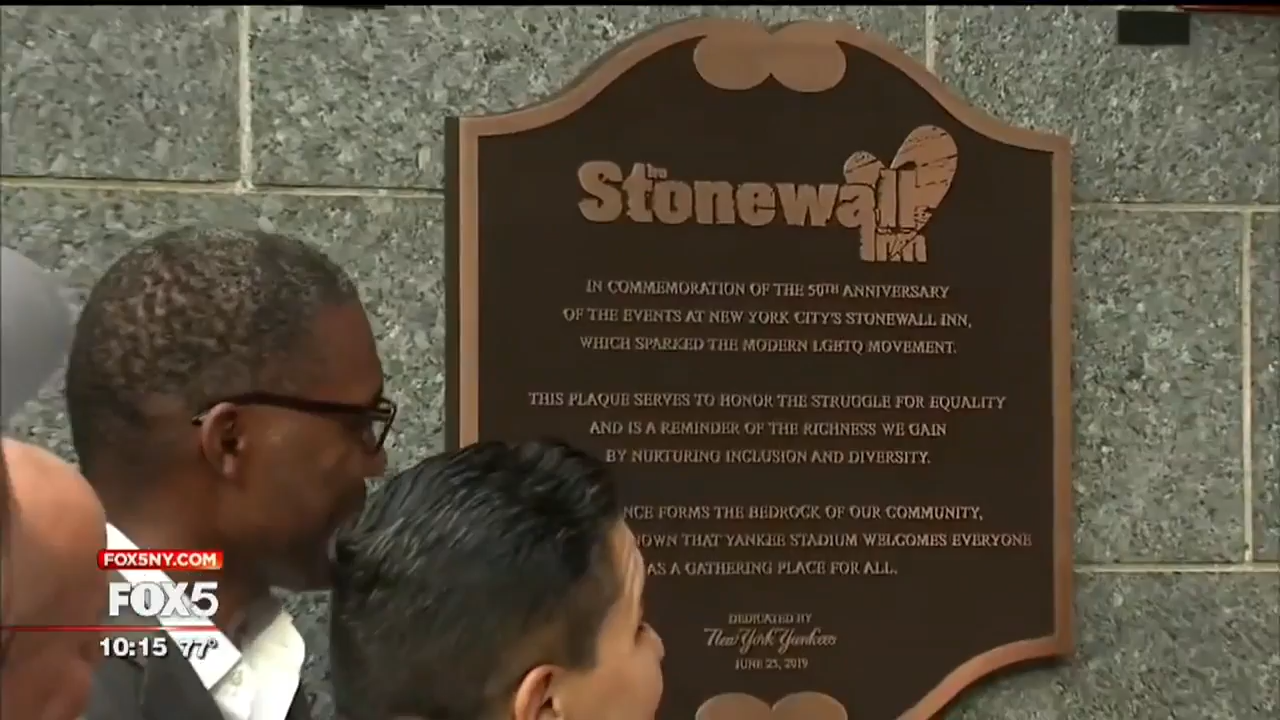 The
Stonewall
Inn
IN COMMEMORATION OF THE 50TH ANNIVERSARY
OF THE EVENTS AT NEW YORK CITY'S STONEWALL INN,
WHICH SPARKED THE MODERN LGBTQ MOVEMENT.
THIS PLAQUE SERVES TO HONOR THE STRUGGLE FOR EQUALITY
AND IS A REMINDER OF THE RICHNESS WE GAIN
BY NURTURING INCLUSION AND DIVERSITY.
FORMS THE BEDROCK OF OUR COMMUNITY,
THAT YANKEE STADIUM WELCOMES EVERYONE
AS A GATHERING PLACE FOR ALL.
DEDICATED BY
New York Yankees
JUNE 25, 2019
FOX5NY.COM
FOX5
10:15 77°